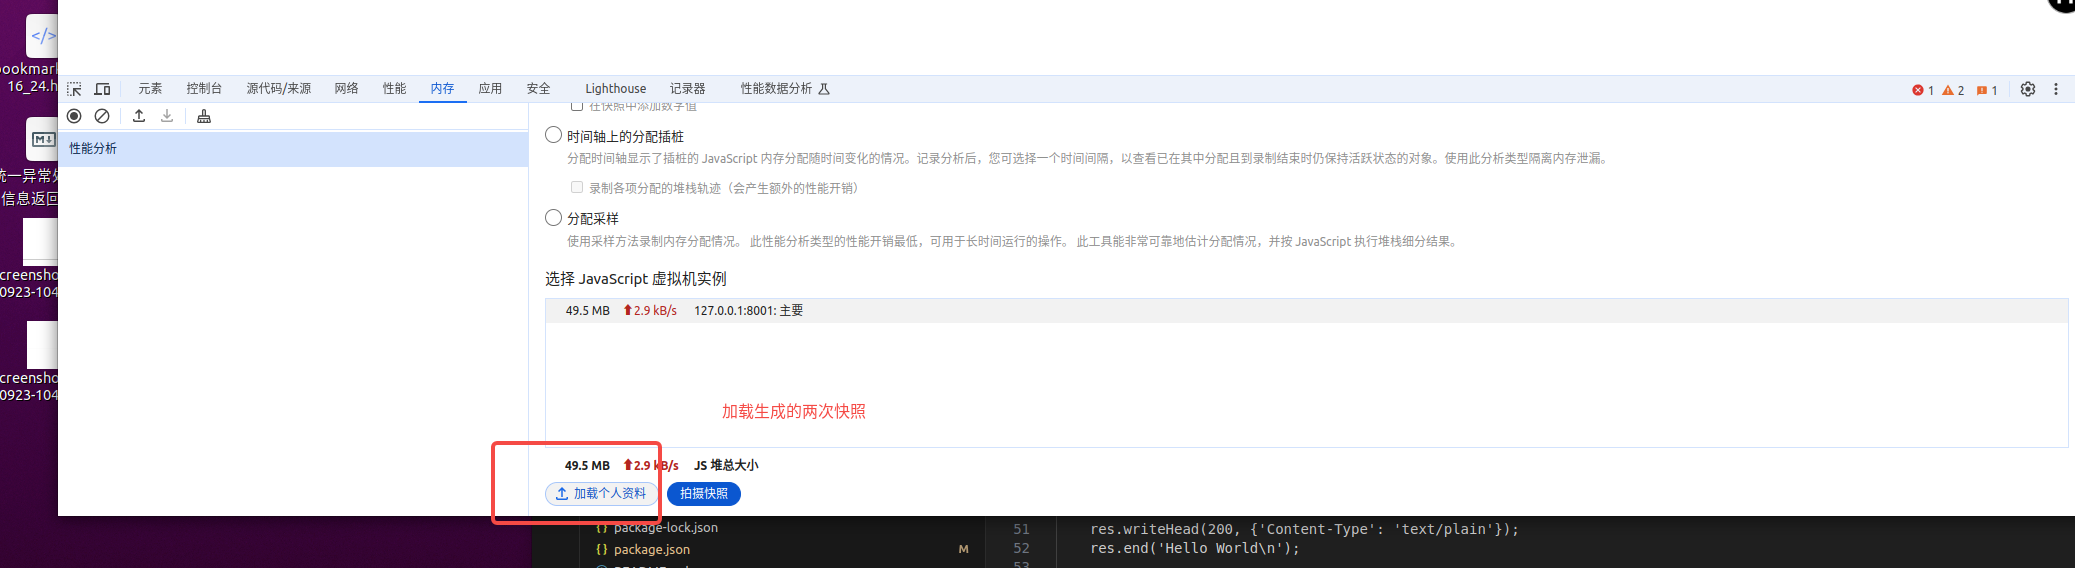 </>
ookmar
16_24.h
元素 控制台 源代码/来源 网络 性能 内存 应用 安全 Lighthouse 记录器 性能数据分析
1 2 1
在快照中添加数字值
M
性能分析
时间轴上的分配插桩
分配时间轴显示了插桩的 JavaScript 内存分配随时间变化的情况。记录分析后，您可选择一个时间间隔，以查看已在其中分配且到录制结束时仍保持活跃状态的对象。使用此分析类型隔离内存泄漏。
统一异常处
信息返回
录制各项分配的堆栈轨迹（会产生额外的性能开销）
分配采样
使用采样方法录制内存分配情况。 此性能分析类型的性能开销最低，可用于长时间运行的操作。 此工具能非常可靠地估计分配情况，并按 JavaScript 执行堆栈细分结果。
creensho
0923-104
选择 JavaScript 虚拟机实例
49.5 MB 2.9 kB/s 127.0.0.1:8001: 主要
creensho
0923-104
加载生成的两次快照
49.5 MB 2.9 kB/s JS 堆总大小
加载个人资料 拍摄快照
{} package-lock.json
{} package.json M
51 res.writeHead(200, {'Content-Type': 'text/plain'});
52 res.end('Hello World\n');
53